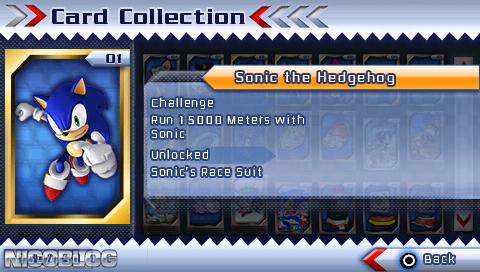 Card Collection
01
Sonic the Hedgehog
Challenge
Run 15000 Meters with
Sonic
Unlocked
Sonic's Race Suit
NICOBLOG
Back